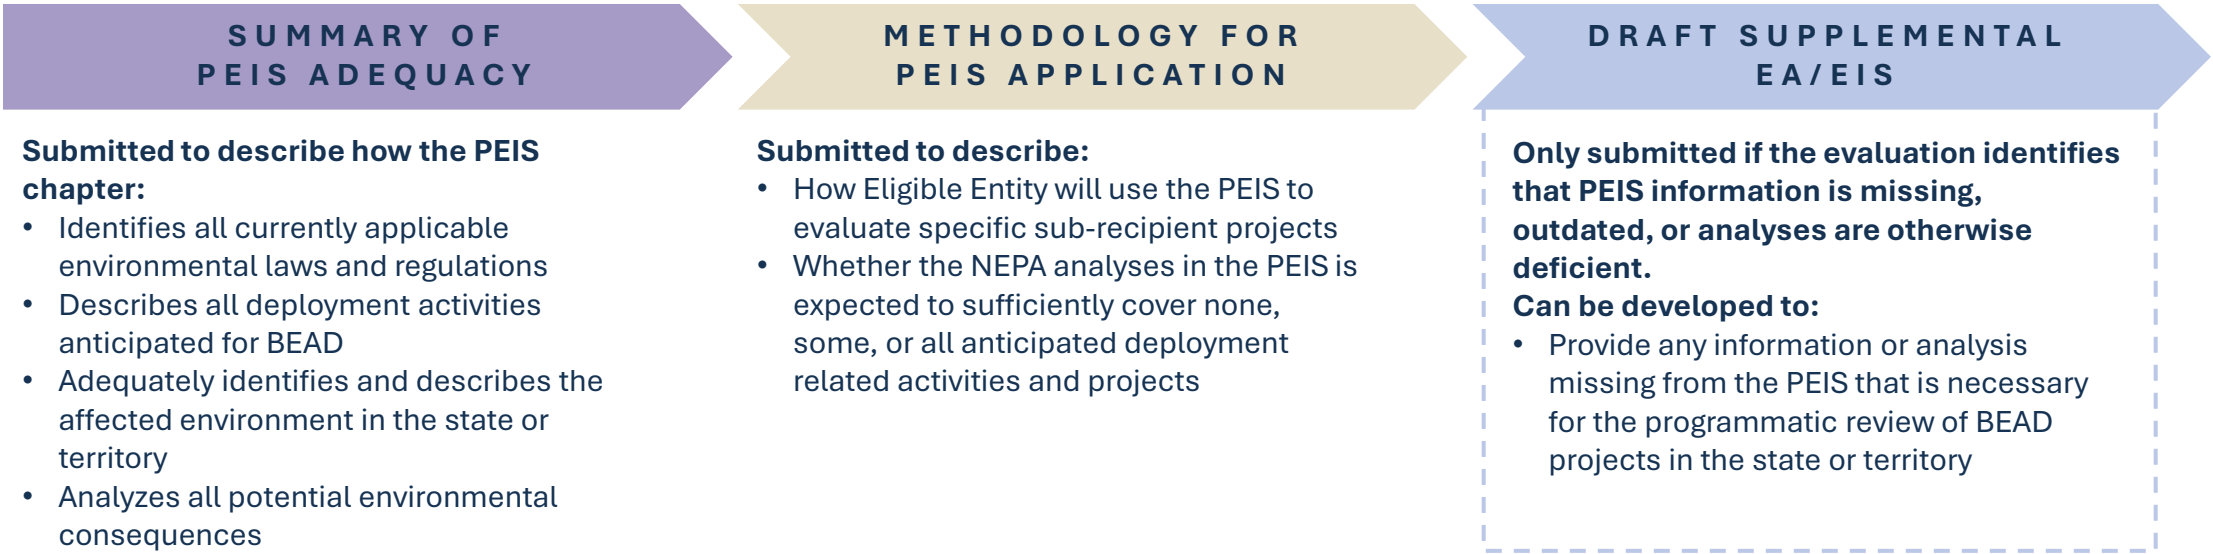 SUMMARY OF
PEIS ADEQUACY
Submitted to describe how the PEIS
chapter:
• Identifies all currently applicable
environmental laws and regulations
• Describes all deployment activities
anticipated for BEAD
• Adequately identifies and describes the
affected environment in the state or
territory
• Analyzes all potential environmental
consequences
METHODOLOGY FOR
PEIS APPLICATION
Submitted to describe:
• How Eligible Entity will use the PEIS to
evaluate specific sub-recipient projects
• Whether the NEPA analyses in the PEIS is
expected to sufficiently cover none,
some, or all anticipated deployment
related activities and projects
DRAFT SUPPLEMENTAL
EA/EIS
Only submitted if the evaluation identifies
that PEIS information is missing,
outdated, or analyses are otherwise
deficient.
Can be developed to:
• Provide any information or analysis
missing from the PEIS that is necessary
for the programmatic review of BEAD
projects in the state or territory